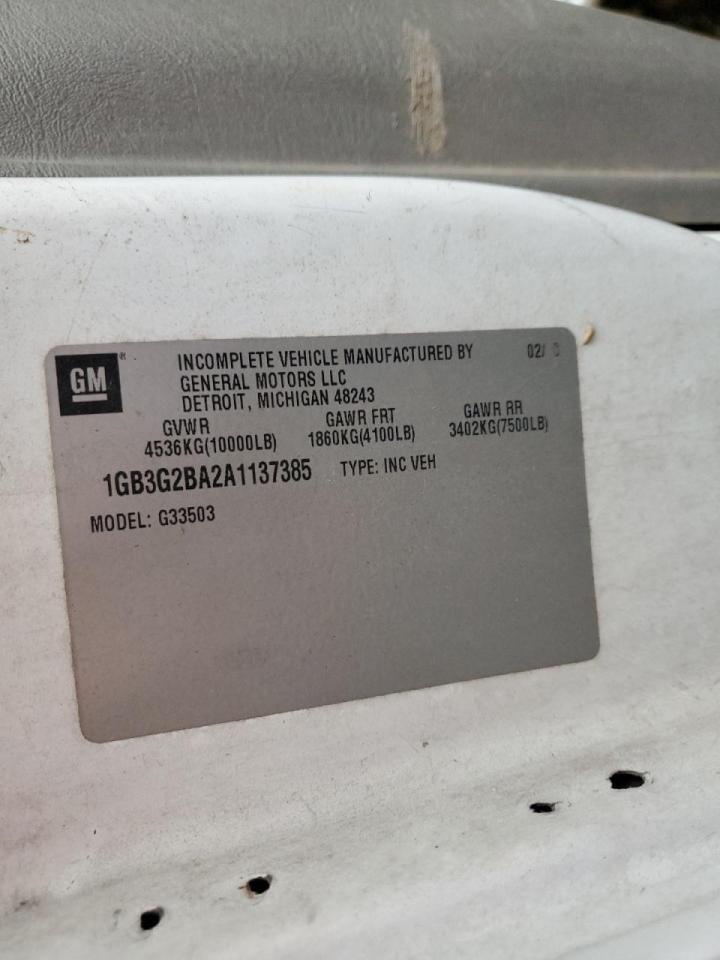 GM
®
INCOMPLETE VEHICLE MANUFACTURED BY 02/
GENERAL MOTORS LLC
DETROIT, MICHIGAN 48243
GVWR GAWR FRT GAWR RR
4536KG(10000LB) 1860KG(4100LB) 3402KG(7500LB)
1GB3G2BA2A1137385 TYPE: INC VEH
MODEL: G33503